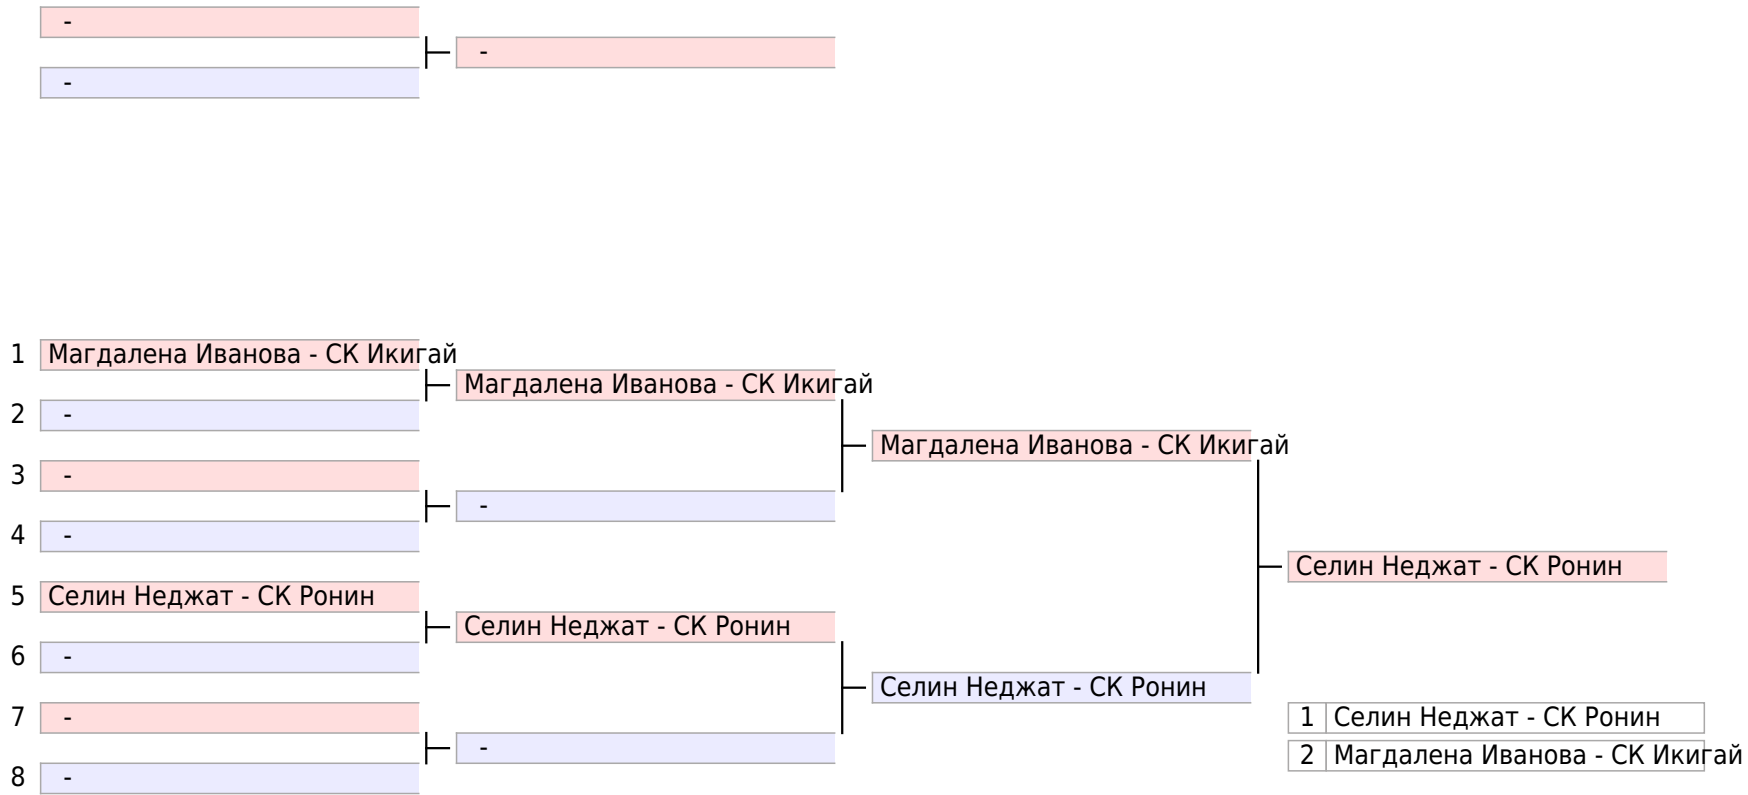 -
-
-
1 Магдалена Иванова - СК Икигай
Магдалена Иванова - СК Икигай
2 -
Магдалена Иванова - СК Икигай
3 -
-
4 -
Селин Неджат - СК Ронин
5 Селин Неджат - СК Ронин
Селин Неджат - СК Ронин
6 -
Селин Неджат - СК Ронин
7 -
1 Селин Неджат - СК Ронин
-
2 Магдалена Иванова - СК Икигай
8 -